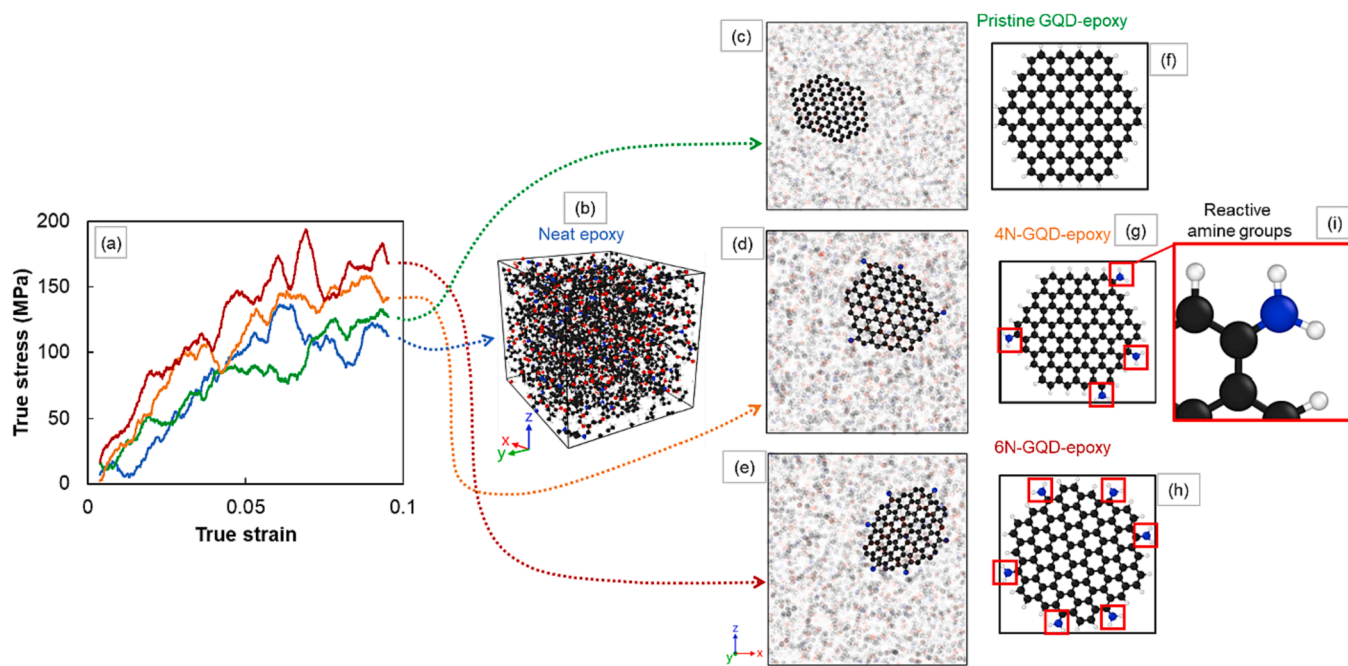 (a)
200
150
100
50
0
0
0.05
0.1
True stress (MPa)
True strain
(b)
Neat epoxy
z
x
y
(c)
(d)
(e)
z
y
x
Pristine GQD-epoxy
(f)
4N-GQD-epoxy
(g)
Reactive
amine groups
(i)
6N-GQD-epoxy
(h)